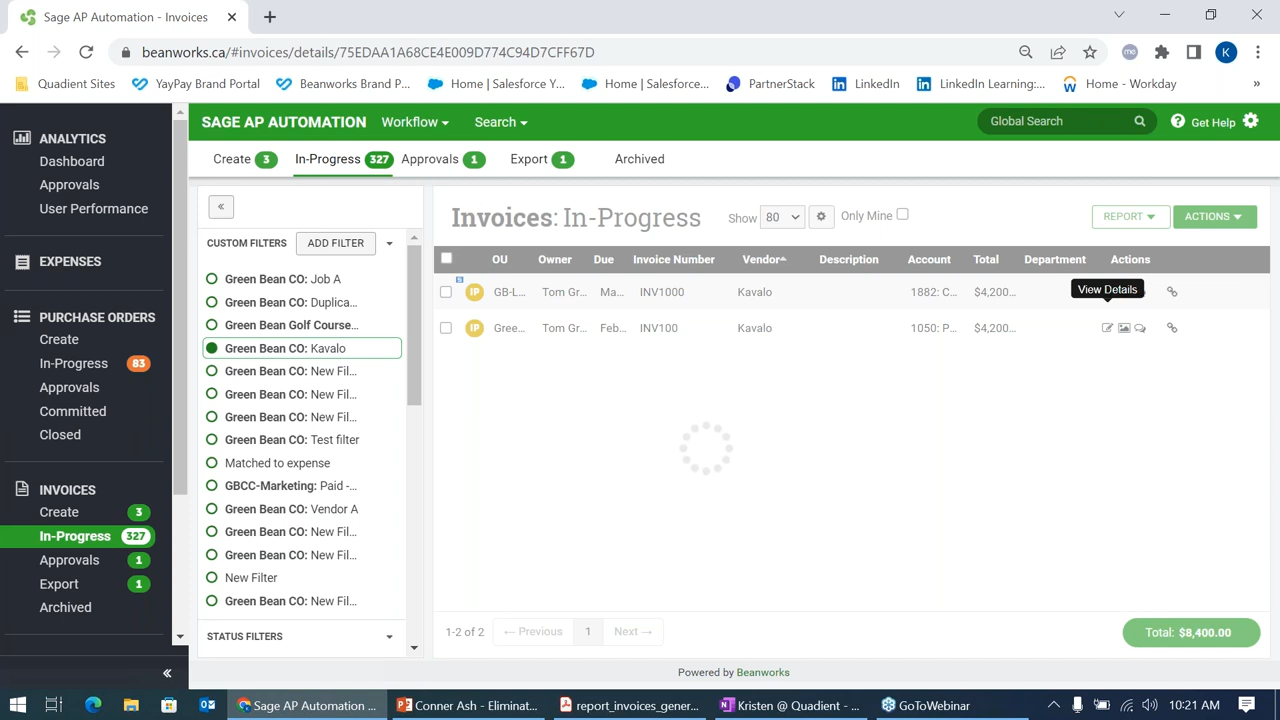 Sage AP Automation - Invoices
beanworks.ca/#invoices/details/75EDAA1A68CE4E009D774C94D7CFF67D
K
Quadient Sites
YayPay Brand Portal
Beanworks Brand P...
Home | Salesforce Y...
Home | Salesforce...
PartnerStack
LinkedIn
LinkedIn Learning:...
Home - Workday
»
SAGE AP AUTOMATION
Workflow
Search
Global Search
Get Help
Create 3
In-Progress 327
Approvals 1
Export 1
Archived
ANALYTICS
Dashboard
Approvals
User Performance
EXPENSES
PURCHASE ORDERS
Create
In-Progress 83
Approvals
Committed
Closed
INVOICES
Create 3
In-Progress 327
Approvals 1
Export 1
Archived
«
«
CUSTOM FILTERS
ADD FILTER
Green Bean CO: Job A
Green Bean CO: Duplica...
Green Bean Golf Course...
Green Bean CO: Kavalo
Green Bean CO: New Fil...
Green Bean CO: New Fil...
Green Bean CO: New Fil...
Green Bean CO: Test filter
Matched to expense
GBCC-Marketing: Paid -...
Green Bean CO: Vendor A
Green Bean CO: New Fil...
Green Bean CO: New Fil...
New Filter
Green Bean CO: New Fil...
STATUS FILTERS
Invoices: In-Progress
Show 80
Only Mine
REPORT
ACTIONS
OU Owner Due Invoice Number Vendor Description Account Total Department Actions
IP GB-L... Tom Gr... Ma... INV1000 Kavalo 1882: C... $4,200...
View Details
IP Gree... Tom Gr... Feb... INV100 Kavalo 1050: P... $4,200...
1-2 of 2
← Previous
1
Next →
Total: $8,400.00
Powered by Beanworks
Sage AP Automation ...
Conner Ash - Eliminat...
report_invoices_gener...
Kristen @ Quadient - ...
GoToWebinar
10:21 AM